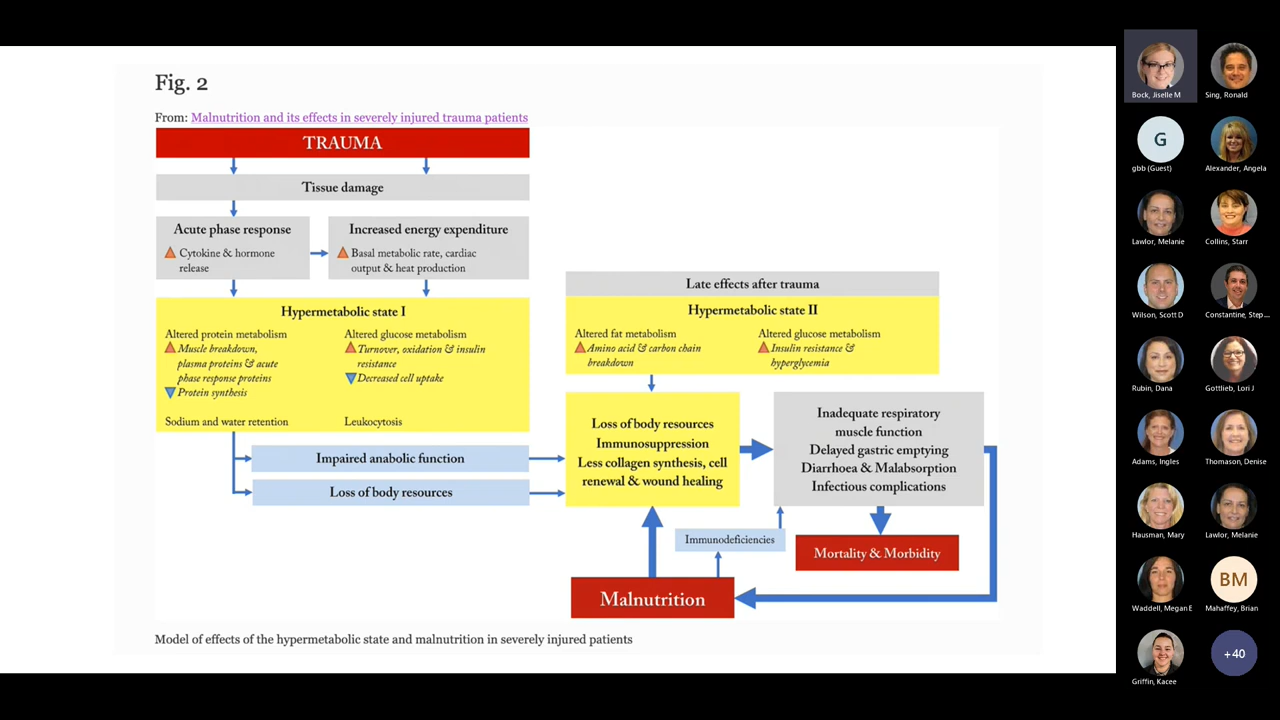 Fig. 2
From: Malnutrition and its effects in severely injured trauma patients
TRAUMA
Tissue damage
Acute phase response
Cytokine & hormone
release
Increased energy expenditure
Basal metabolic rate, cardiac
output & heat production
Hypermetabolic state I
Altered protein metabolism
Muscle breakdown,
plasma proteins & acute
phase response proteins
Protein synthesis
Sodium and water retention
Altered glucose metabolism
Turnover, oxidation & insulin
resistance
Decreased cell uptake
Leukocytosis
Impaired anabolic function
Loss of body resources
Late effects after trauma
Hypermetabolic state II
Altered fat metabolism
Amino acid & carbon chain
breakdown
Altered glucose metabolism
Insulin resistance &
hyperglycemia
Loss of body resources
Immunosuppression
Less collagen synthesis, cell
renewal & wound healing
Inadequate respiratory
muscle function
Delayed gastric emptying
Diarrhoea & Malabsorption
Infectious complications
Immunodeficiencies
Mortality & Morbidity
Malnutrition
Model of effects of the hypermetabolic state and malnutrition in severely injured patients
Bock, Jiselle M
Sing, Ronald
G
gbb (Guest)
Alexander, Angela
Lawlor, Melanie
Collins, Starr
Wilson, Scott D
Constantine, Step...
Rubin, Dana
Gottlieb, Lori J
Adams, Ingles
Thomason, Denise
Hausman, Mary
Lawlor, Melanie
Waddell, Megan E
BM
Mahaffey, Brian
Griffin, Kacee
+40